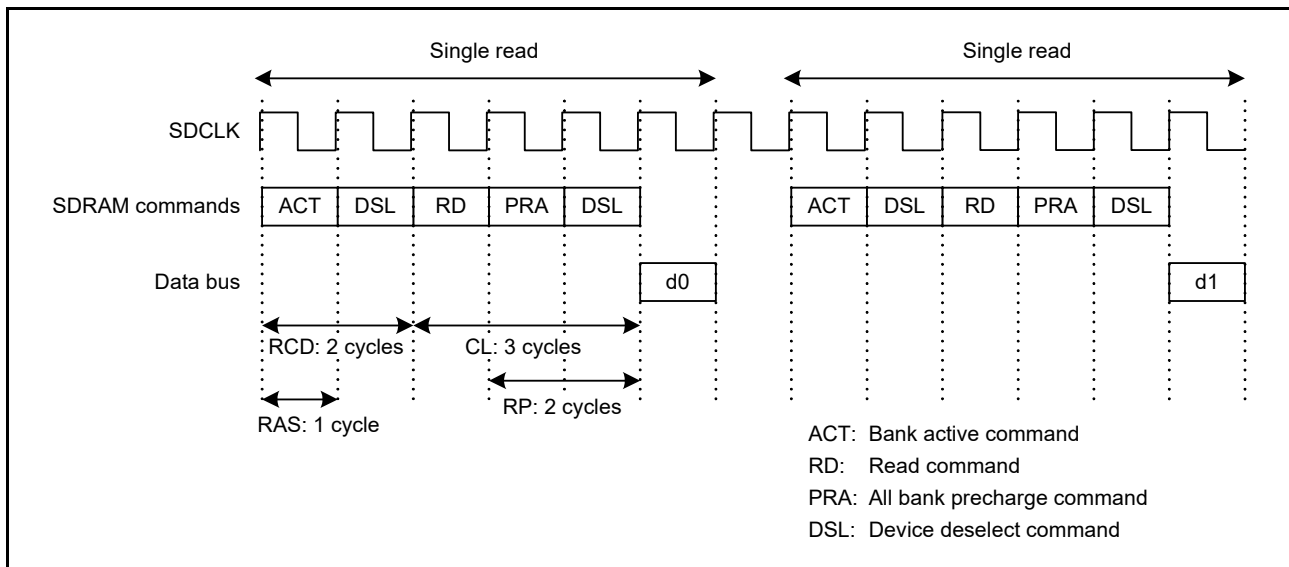 Single read Single read
SDCLK
SDRAM commands ACT DSL RD PRA DSL ACT DSL RD PRA DSL
Data bus d0 d1
RCD: 2 cycles CL: 3 cycles
RAS: 1 cycle RP: 2 cycles
ACT: Bank active command
RD: Read command
PRA: All bank precharge command
DSL: Device deselect command